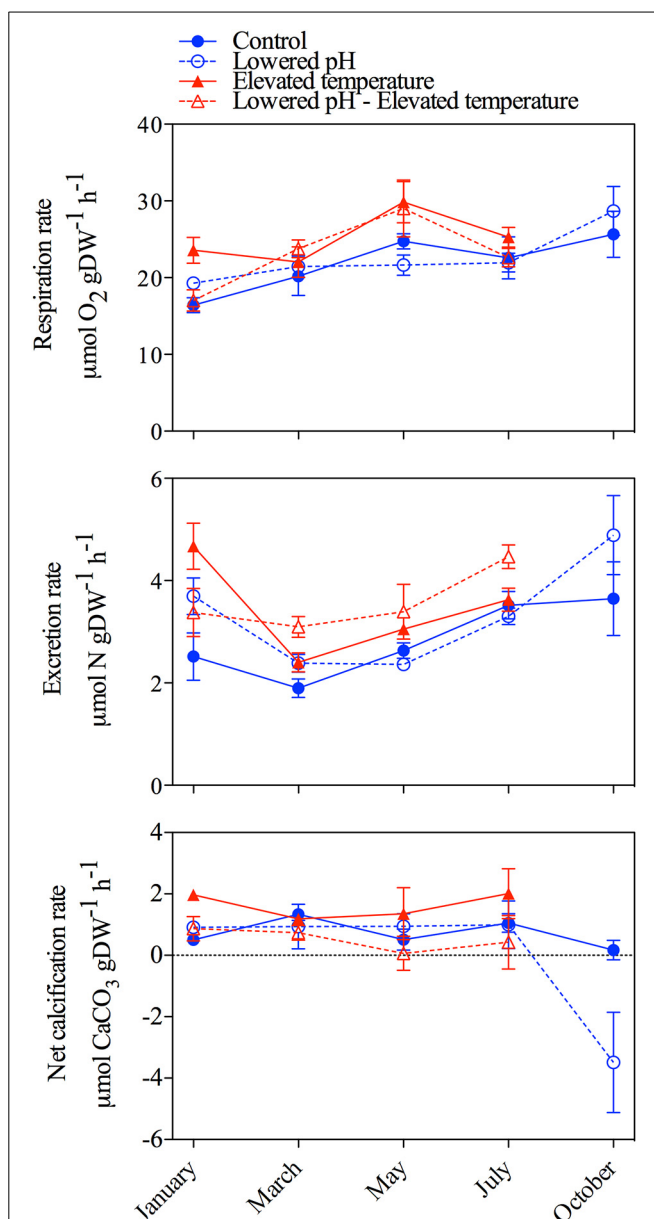 Control
Lowered pH
Elevated temperature
Lowered pH - Elevated temperature
40
30
20
10
0
Respiration rate
µmol O₂ gDW⁻¹ h⁻¹
6
4
2
0
Excretion rate
µmol N gDW⁻¹ h⁻¹
4
2
0
-2
-4
-6
Net calcification rate
µmol CaCO₃ gDW⁻¹ h⁻¹
January
March
May
July
October